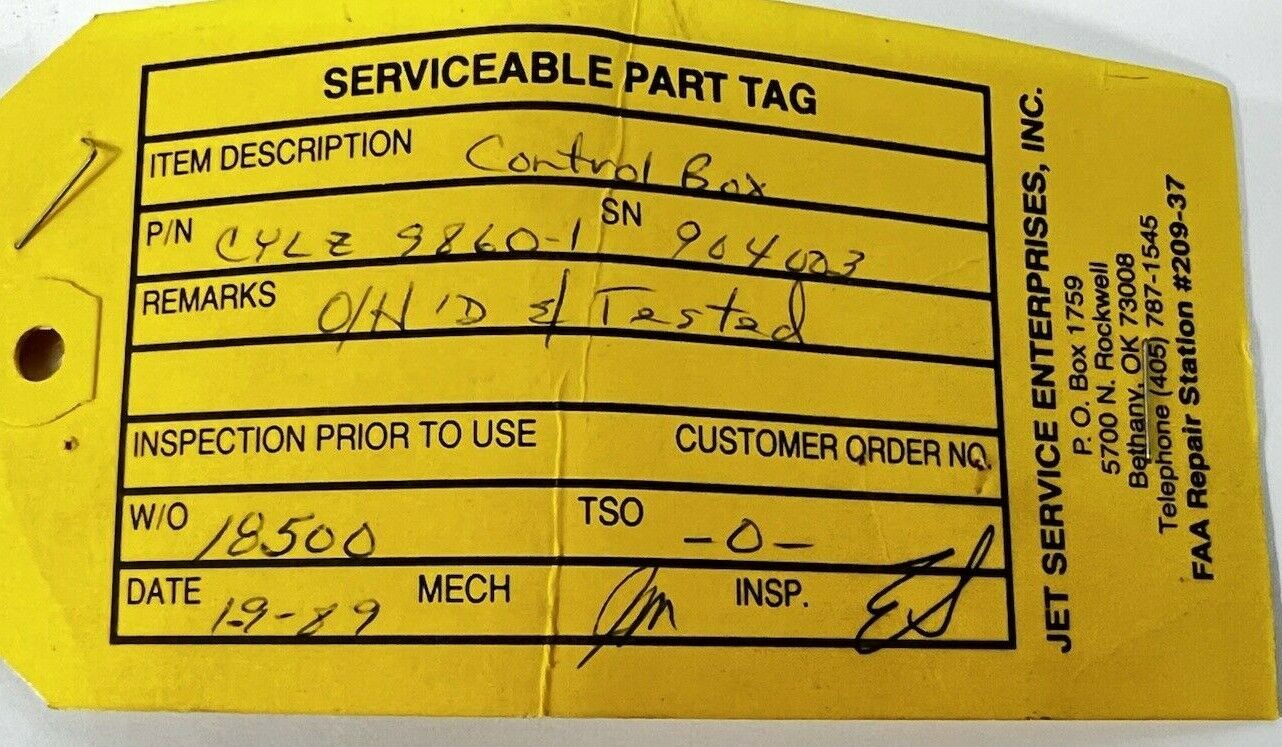 SERVICEABLE PART TAG
ITEM DESCRIPTION Control Box
P/N CYLZ 9860-1 SN 904003
REMARKS O/H'D & Tested
INSPECTION PRIOR TO USE CUSTOMER ORDER NO.
W/O 18500 TSO -0-
DATE 1-9-89 MECH INSP.
JET SERVICE ENTERPRISES, INC.
P. O. Box 1759
5700 N. Rockwell
Bethany, OK 73008
Telephone (405) 787-1545
FAA Repair Station #209-37